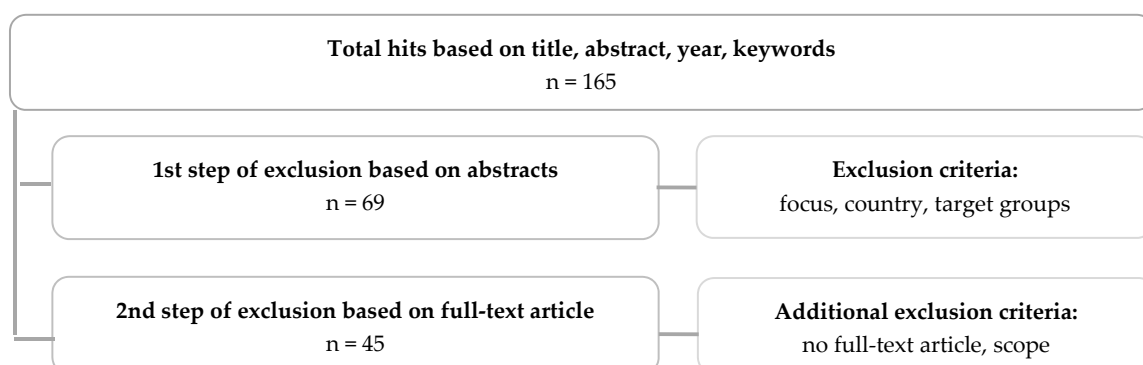 Total hits based on title, abstract, year, keywords
n = 165
1st step of exclusion based on abstracts
n = 69
Exclusion criteria:
focus, country, target groups
2nd step of exclusion based on full-text article
n = 45
Additional exclusion criteria:
no full-text article, scope